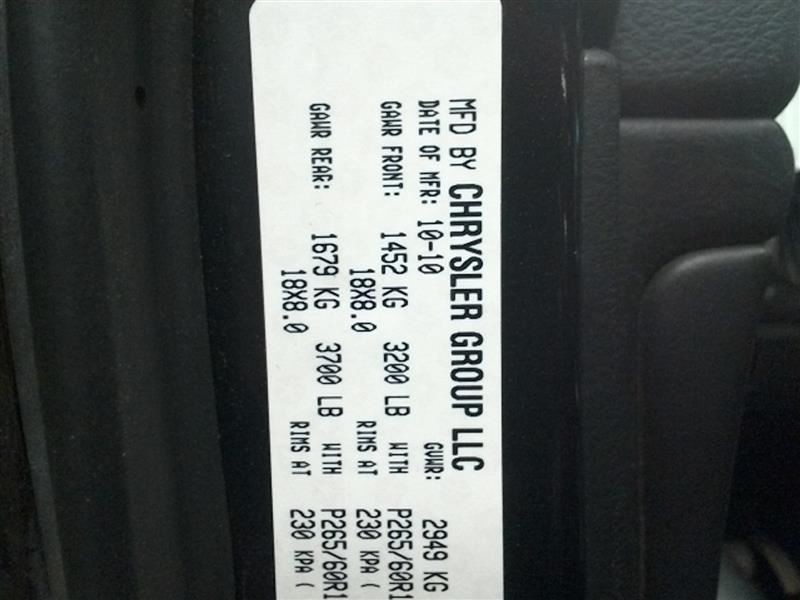 MFD BY CHRYSLER GROUP LLC
DATE OF MFR: 10-10 GVWR: 2949 KG
GAWR FRONT: 1452 KG 3200 LB WITH P265/60R1
18X8.0 RIMS AT 230 KPA (
GAWR REAR: 1679 KG 3700 LB WITH P265/60R1
18X8.0 RIMS AT 230 KPA (